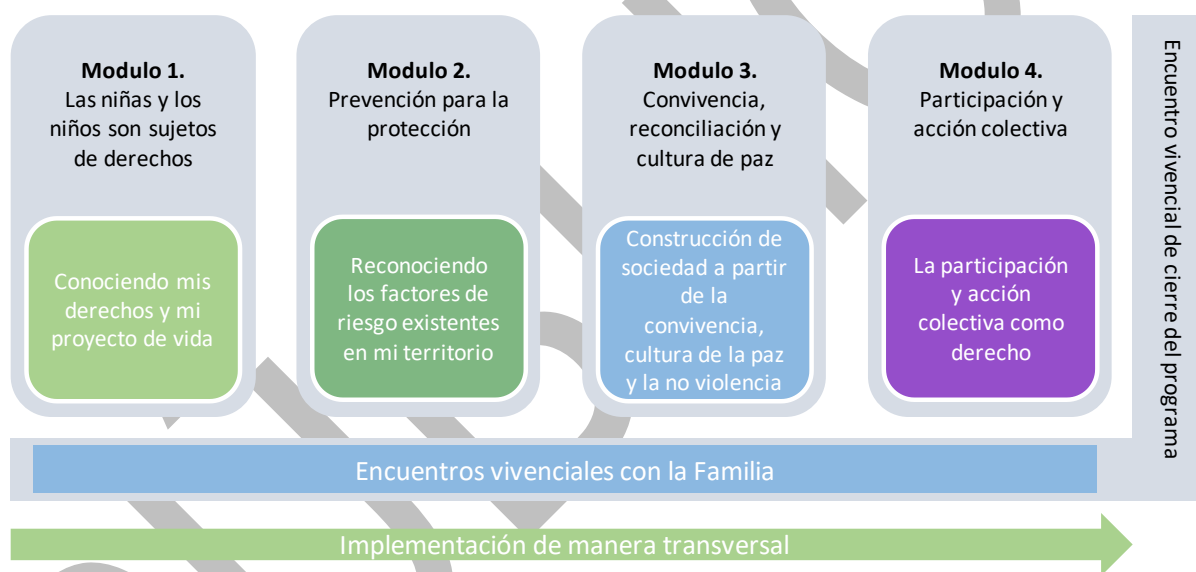 Modulo 1.
Las niñas y los
niños son sujetos
de derechos
Conociendo mis
derechos y mi
proyecto de vida
Modulo 2.
Prevención para la
protección
Reconociendo
los factores de
riesgo existentes
en mi territorio
Modulo 3.
Convivencia,
reconciliación y
cultura de paz
Construcción de
sociedad a partir
de la
convivencia,
cultura de la paz
y la no violencia
Modulo 4.
Participación y
acción colectiva
La participación
y acción
colectiva como
derecho
Encuentro vivencial de cierre del programa
Encuentros vivenciales con la Familia
Implementación de manera transversal